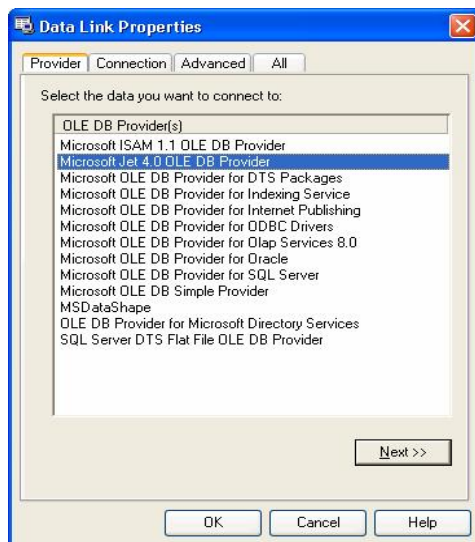 Data Link Properties
Provider Connection Advanced All
Select the data you want to connect to:
OLE DB Provider(s)
Microsoft ISAM 1.1 OLE DB Provider
Microsoft Jet 4.0 OLE DB Provider
Microsoft OLE DB Provider for DTS Packages
Microsoft OLE DB Provider for Indexing Service
Microsoft OLE DB Provider for Internet Publishing
Microsoft OLE DB Provider for ODBC Drivers
Microsoft OLE DB Provider for Olap Services 8.0
Microsoft OLE DB Provider for Oracle
Microsoft OLE DB Provider for SQL Server
Microsoft OLE DB Simple Provider
MSDataShape
OLE DB Provider for Microsoft Directory Services
SQL Server DTS Flat File OLE DB Provider
Next >>
OK Cancel Help